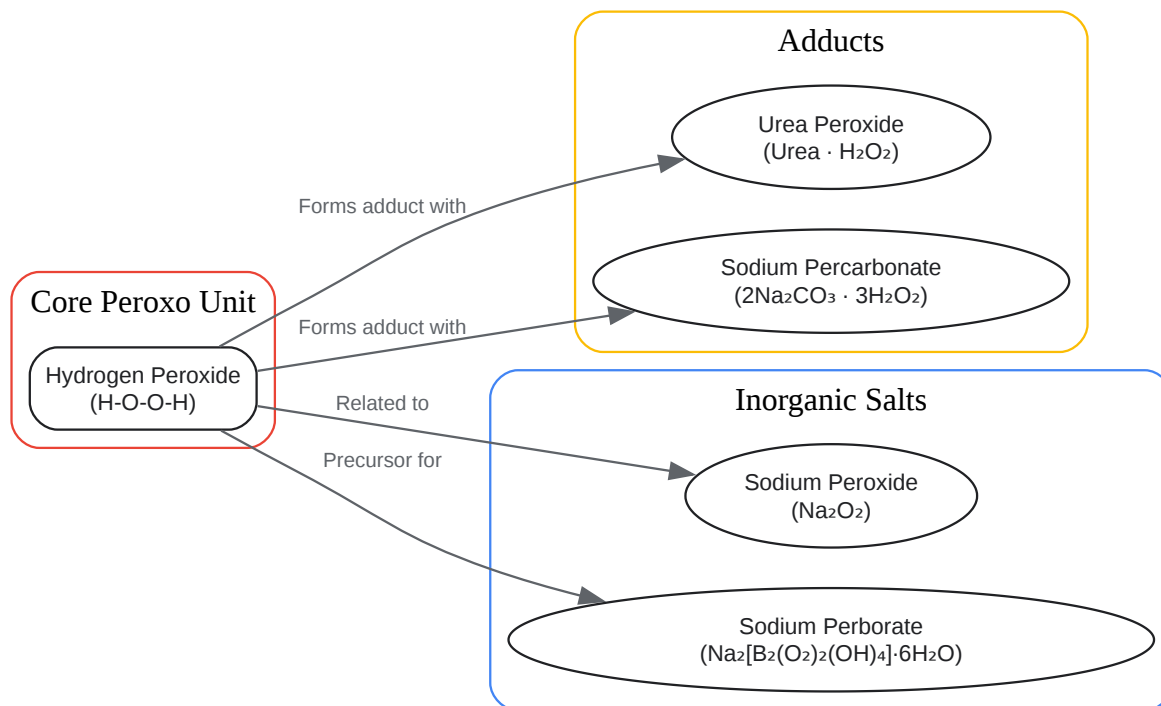 Adducts
Urea Peroxide
(Urea · H₂O₂)
Forms adduct with
Sodium Percarbonate
(2Na₂CO₃ · 3H₂O₂)
Core Peroxo Unit
Forms adduct with
Hydrogen Peroxide
(H-O-O-H)
Related to
Inorganic Salts
Precursor for
Sodium Peroxide
(Na₂O₂)
Sodium Perborate
(Na₂[B₂(O₂)₂(OH)₄]·6H₂O)